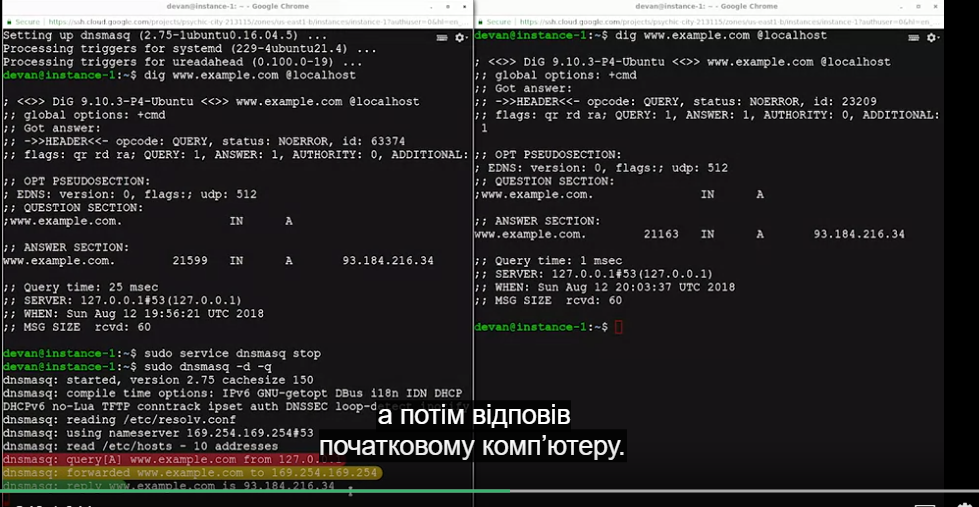 devan@instance-1: ~ - Google Chrome
Secure | https://ssh.cloud.google.com/projects/psychic-city-213115/zones/us-east1-b/instances/instance-1?authuser=0&hl=en_...
Setting up dnsmasq (2.75-1ubuntu0.16.04.5) ...
Processing triggers for systemd (229-4ubuntu21.4) ...
Processing triggers for ureadahead (0.100.0-19) ...
devan@instance-1:~$ dig www.example.com @localhost
; <<>> DiG 9.10.3-P4-Ubuntu <<>> www.example.com @localhost
;; global options: +cmd
;; Got answer:
;; ->>HEADER<<- opcode: QUERY, status: NOERROR, id: 63374
;; flags: qr rd ra; QUERY: 1, ANSWER: 1, AUTHORITY: 0, ADDITIONAL:
;; OPT PSEUDOSECTION:
; EDNS: version: 0, flags:; udp: 512
;; QUESTION SECTION:
;www.example.com. IN A
;; ANSWER SECTION:
www.example.com. 21599 IN A 93.184.216.34
;; Query time: 25 msec
;; SERVER: 127.0.0.1#53(127.0.0.1)
;; WHEN: Sun Aug 12 19:56:21 UTC 2018
;; MSG SIZE rcvd: 60
devan@instance-1:~$ sudo service dnsmasq stop
devan@instance-1:~$ sudo dnsmasq -d -q
dnsmasq: started, version 2.75 cachesize 150
dnsmasq: compile time options: IPv6 GNU-getopt DBus i18n IDN DHCP
DHCPv6 no-Lua TFTP conntrack ipset auth DNSSEC
dnsmasq: reading /etc/resolv.conf
dnsmasq: using nameserver 169.254.169.254#53
dnsmasq: read /etc/hosts - 10 addresses
dnsmasq: query[A] www.example.com from
dnsmasq: forwarded www.example.com to 169.254.169.254
dnsmasq: reply www.example.com is 93.184.216.34
devan@instance-1: ~ - Google Chrome
Secure | https://ssh.cloud.google.com/projects/psychic-city-213115/zones/us-east1-b/instances/instance-1?authuser=0&hl=en_...
devan@instance-1:~$ dig www.example.com @localhost
; <<>> DiG 9.10.3-P4-Ubuntu <<>> www.example.com @localhost
;; global options: +cmd
;; Got answer:
;; ->>HEADER<<- opcode: QUERY, status: NOERROR, id: 23209
;; flags: qr rd ra; QUERY: 1, ANSWER: 1, AUTHORITY: 0, ADDITIONAL:
1
;; OPT PSEUDOSECTION:
; EDNS: version: 0, flags:; udp: 512
;; QUESTION SECTION:
;www.example.com. IN A
;; ANSWER SECTION:
www.example.com. 21163 IN A 93.184.216.34
;; Query time: 1 msec
;; SERVER: 127.0.0.1#53(127.0.0.1)
;; WHEN: Sun Aug 12 20:03:37 UTC 2018
;; MSG SIZE rcvd: 60
devan@instance-1:~$
а потім відповів
початковому комп’ютеру.